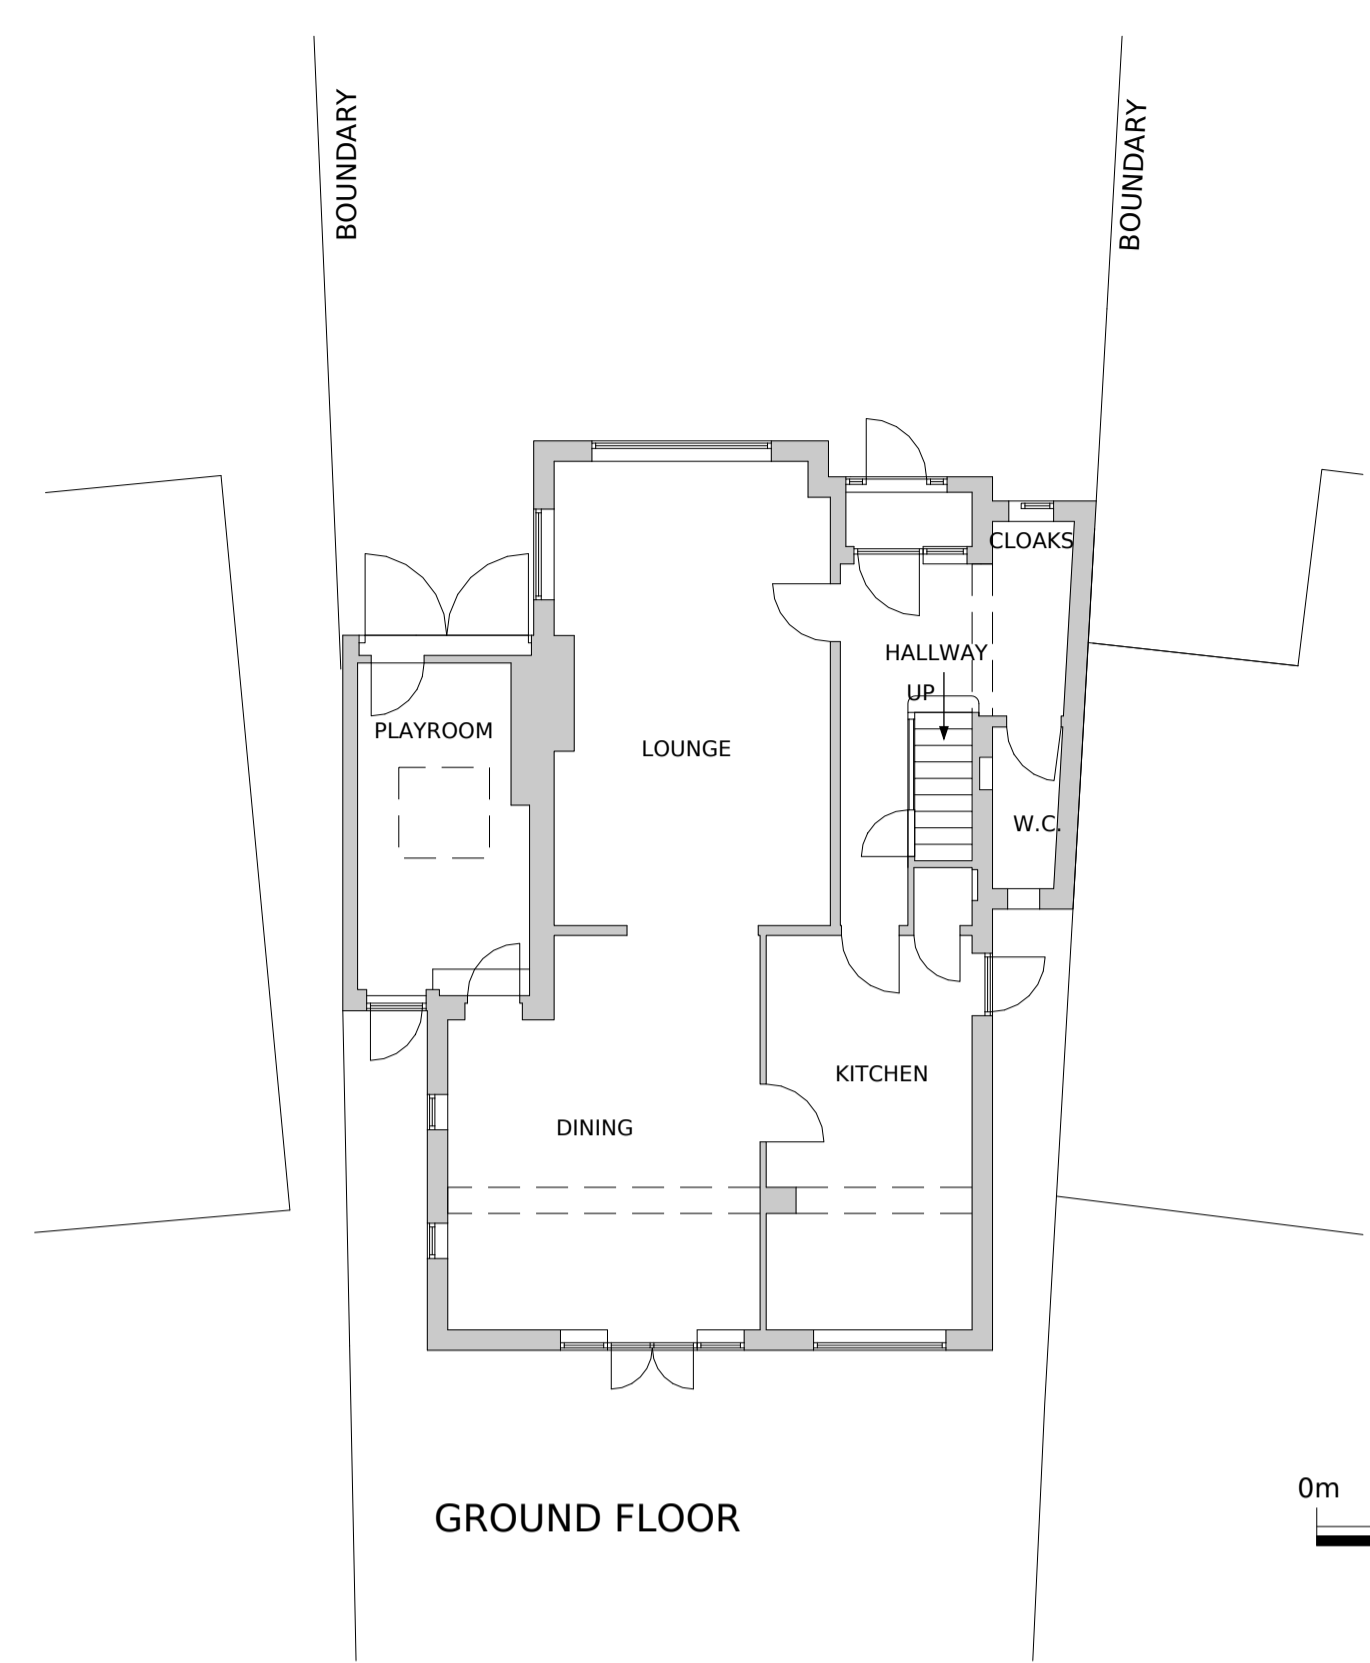 BOUNDARY
BOUNDARY
CLOAKS
HALLWAY
UP
PLAYROOM
LOUNGE
W.C.
KITCHEN
DINING
0m
GROUND FLOOR